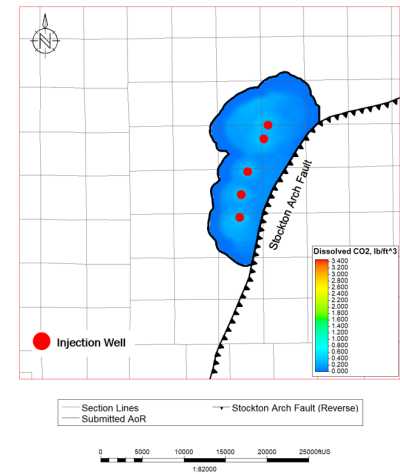 N
Stockton Arch Fault
Dissolved CO2, lb/ft^3
3.400
3.200
3.000
2.800
2.600
2.400
2.200
2.000
1.800
1.600
1.400
1.200
1.000
0.800
0.600
0.400
0.200
0.000
Injection Well
Section Lines
Stockton Arch Fault (Reverse)
Submitted AoR
0 5000 10000 15000 20000 25000ftUS
1:82000